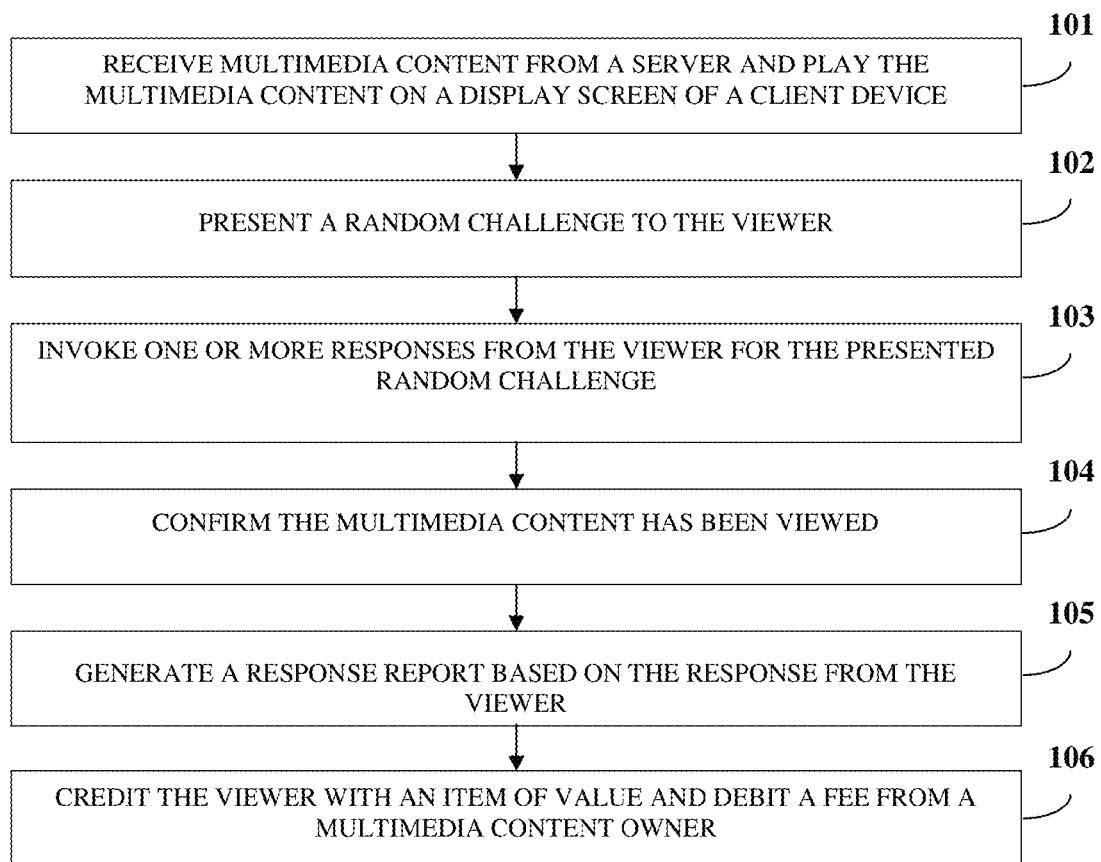 101
RECEIVE MULTIMEDIA CONTENT FROM A SERVER AND PLAY THE
MULTIMEDIA CONTENT ON A DISPLAY SCREEN OF A CLIENT DEVICE
102
PRESENT A RANDOM CHALLENGE TO THE VIEWER
103
INVOKE ONE OR MORE RESPONSES FROM THE VIEWER FOR THE PRESENTED
RANDOM CHALLENGE
104
CONFIRM THE MULTIMEDIA CONTENT HAS BEEN VIEWED
105
GENERATE A RESPONSE REPORT BASED ON THE RESPONSE FROM THE
VIEWER
106
CREDIT THE VIEWER WITH AN ITEM OF VALUE AND DEBIT A FEE FROM A
MULTIMEDIA CONTENT OWNER